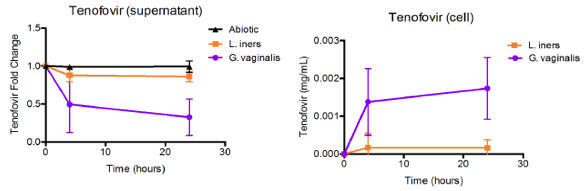 Tenofovir (supernatant)
Tenofovir Fold Change
1.5
1.0
0.5
0.0
0
10
20
30
Time (hours)
Abiotic
L. iners
G. vaginalis
Tenofovir (cell)
Tenofovir (mg/mL)
0.003
0.002
0.001
0.000
0
10
20
30
Time (hours)
L. iners
G. vaginalis